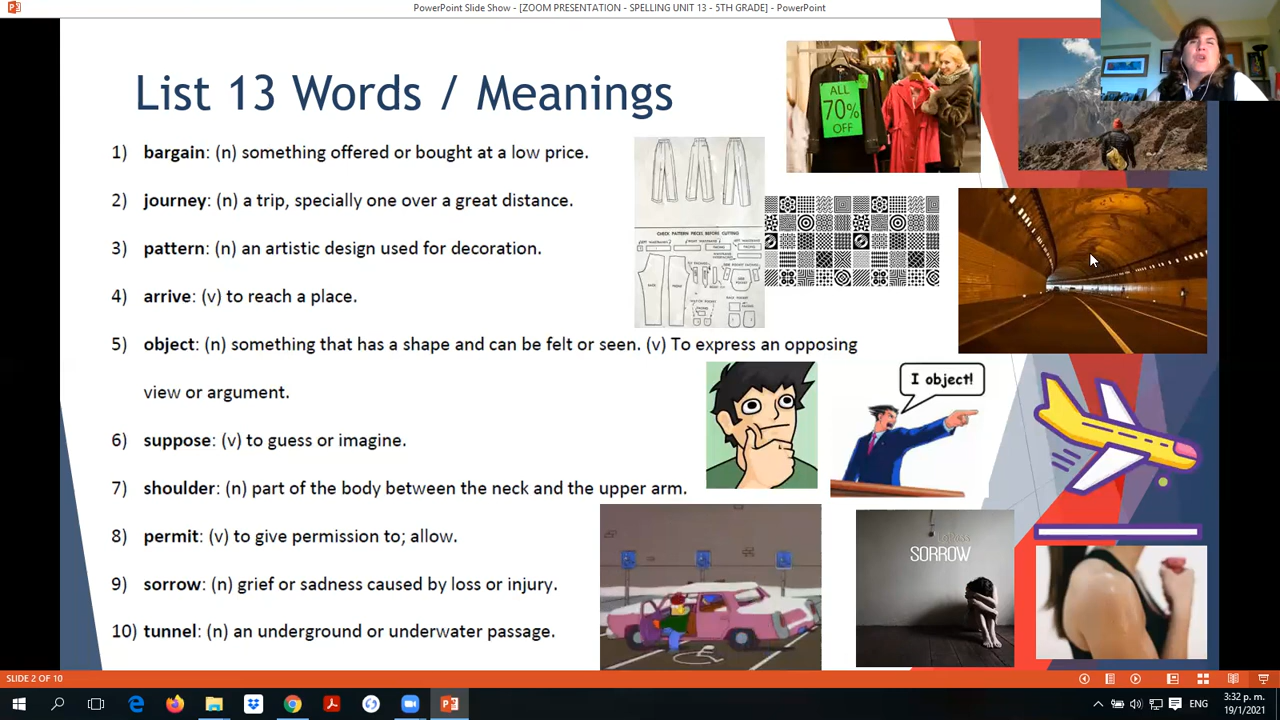 PowerPoint Slide Show - [ZOOM PRESENTATION - SPELLING UNIT 13 - 5TH GRADE] - PowerPoint
List 13 Words / Meanings
1) bargain: (n) something offered or bought at a low price.
2) journey: (n) a trip, specially one over a great distance.
3) pattern: (n) an artistic design used for decoration.
4) arrive: (v) to reach a place.
5) object: (n) something that has a shape and can be felt or seen. (v) To express an opposing
view or argument.
6) suppose: (v) to guess or imagine.
7) shoulder: (n) part of the body between the neck and the upper arm.
8) permit: (v) to give permission to; allow.
9) sorrow: (n) grief or sadness caused by loss or injury.
10) tunnel: (n) an underground or underwater passage.
ALL
70%
OFF
CHECK PATTERN PIECES BEFORE CUTTING
I object!
SORROW
SLIDE 2 OF 10
ENG
3:32 p. m.
19/1/2021